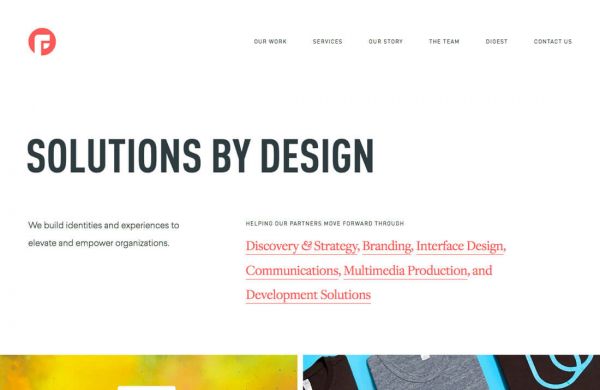 OUR WORK SERVICES OUR STORY THE TEAM DIGEST CONTACT US
SOLUTIONS BY DESIGN
We build identities and experiences to
elevate and empower organizations.
HELPING OUR PARTNERS MOVE FORWARD THROUGH
Discovery & Strategy, Branding, Interface Design,
Communications, Multimedia Production, and
Development Solutions